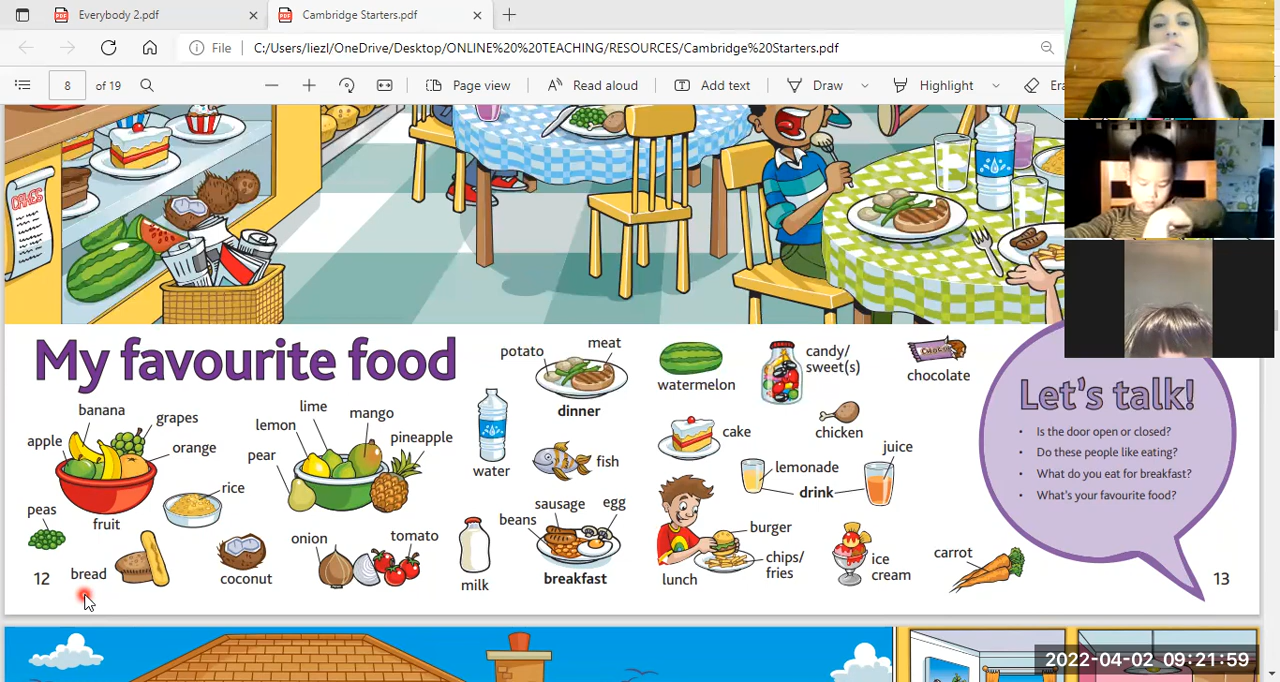 Everybody 2.pdf
Cambridge Starters.pdf
File C:/Users/liezl/OneDrive/Desktop/ONLINE%20%20TEACHING/RESOURCES/Cambridge%20Starters.pdf
8 of 19 Page view Read aloud Add text Draw Highlight Era
CAKES
My favourite food
banana
grapes
apple
orange
rice
peas
fruit
bread
12
lime
lemon
mango
pear
pineapple
coconut
onion
tomato
potato
meat
dinner
water
fish
sausage
egg
beans
breakfast
milk
watermelon
candy/
sweet(s)
chocolate
cake
chicken
juice
lemonade
drink
burger
chips/
fries
lunch
ice
cream
carrot
Let's talk!
• Is the door open or closed?
• Do these people like eating?
• What do you eat for breakfast?
• What's your favourite food?
13
CHOCO
2022-04-02 09:21:59